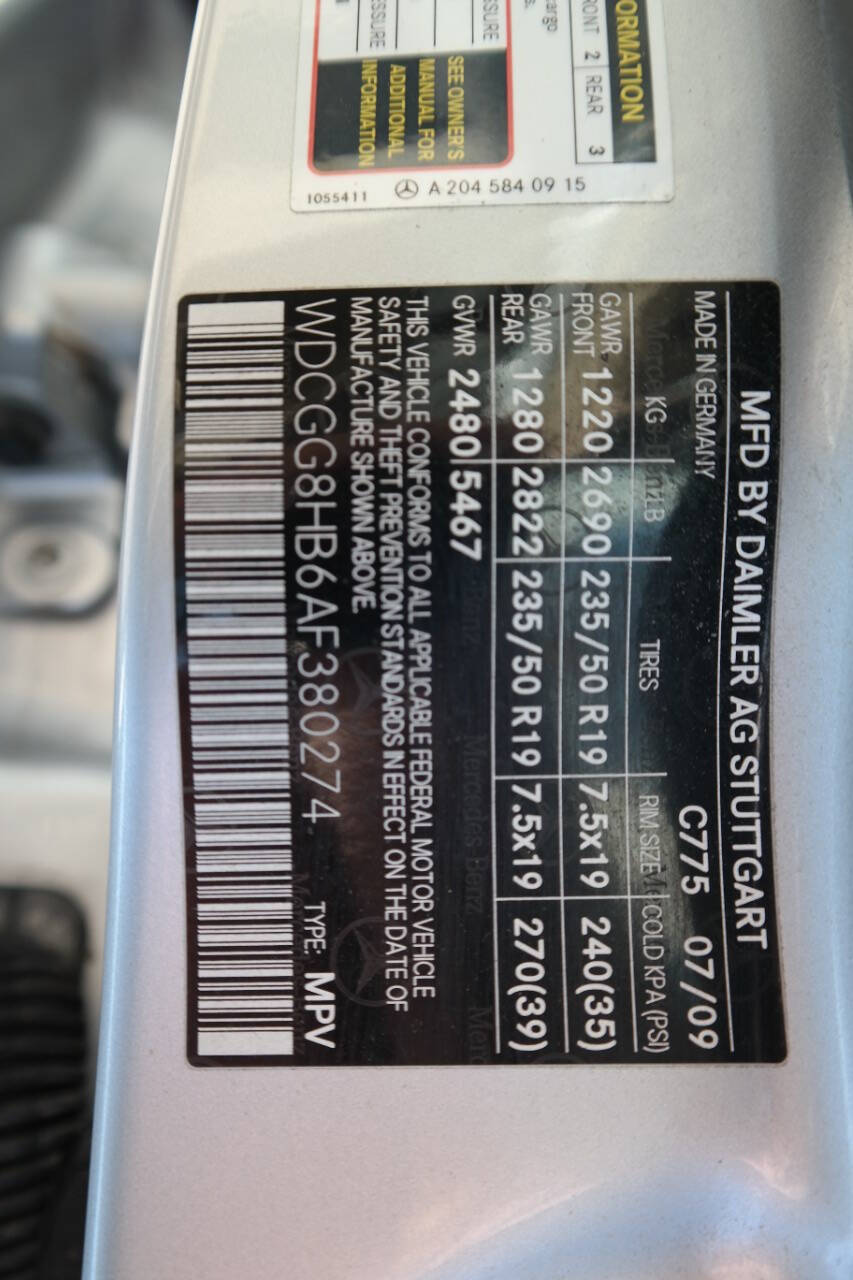 ORMATION
RONT 2 REAR 3
argo
s.
SSURE
ESSURE
SEE OWNER'S
MANUAL FOR
ADDITIONAL
INFORMATION
1055411 A 204 584 09 15
MFD BY DAIMLER AG STUTTGART
MADE IN GERMANY C775 07/09
KG LB TIRES RIM SIZE COLD KPA (PSI)
GAWR FRONT 1220 2690 235/50 R19 7.5x19 240(35)
GAWR REAR 1280 2822 235/50 R19 7.5x19 270(39)
GVWR 2480 5467
THIS VEHICLE CONFORMS TO ALL APPLICABLE FEDERAL MOTOR VEHICLE
SAFETY AND THEFT PREVENTION STANDARDS IN EFFECT ON THE DATE OF
MANUFACTURE SHOWN ABOVE.
WDCGG8HB6AF380274 TYPE: MPV